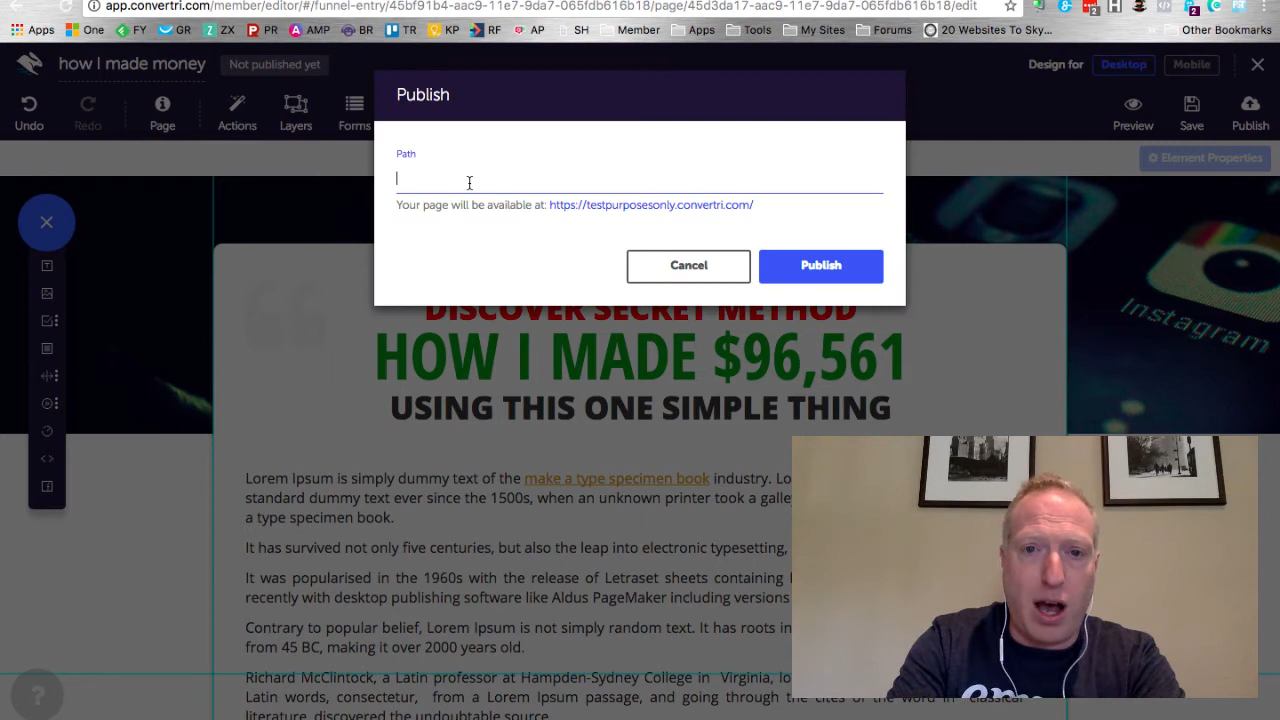 app.convertri.com/member/editor/#/funnel-entry/45bf91b4-aac9-11e7-9da7-065fdb616b18/page/45d3da17-aac9-11e7-9da7-065fdb616b18/edit
Apps One FY GR ZX PR AMP BR TR KP RF AP SH Member Apps Tools My Sites Forums 20 Websites To Sky... Other Bookmarks
how I made money Not published yet Design for Desktop Mobile
Undo Redo Page Actions Layers Forms Preview Save Publish
Element Properties
Publish
Path
Your page will be available at: https://testpurposesonly.convertri.com/
Cancel Publish
DISCOVER SECRET METHOD
HOW I MADE $96,561
USING THIS ONE SIMPLE THING
Instagram
Lorem Ipsum is simply dummy text of the make a type specimen book industry. Lo
standard dummy text ever since the 1500s, when an unknown printer took a galle
a type specimen book.
It has survived not only five centuries, but also the leap into electronic typesetting,
It was popularised in the 1960s with the release of Letraset sheets containing
recently with desktop publishing software like Aldus PageMaker including versions
Contrary to popular belief, Lorem Ipsum is not simply random text. It has roots in
from 45 BC, making it over 2000 years old.
Richard McClintock, a Latin professor at Hampden-Sydney College in Virginia, lo
Latin words, consectetur, from a Lorem Ipsum passage, and going through the cites of the word in classical
literature, discovered the undoubtable source.